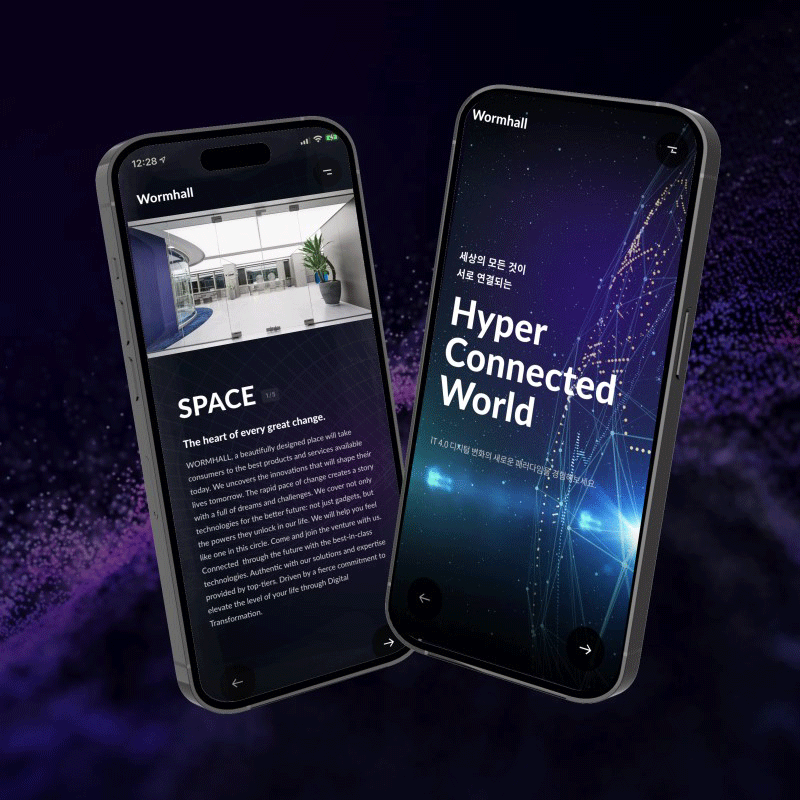 12:28
Wormhall
SPACE 1/9
The heart of every great change.
WORMHALL, a beautifully designed place will take
consumers to the best products and services available
today. We uncovers the innovations that will shape their
lives tomorrow. The rapid pace of change creates a story
with a full of dreams and challenges. We cover not only
technologies for the better future: not just gadgets, but
the powers they unlock in our life. We will help you feel
like one in this circle. Come and join the venture with us.
Connected through the future with the best-in-class
technologies. Authentic with our solutions and expertise
provided by top-tiers. Driven by a fierce commitment to
elevate the level of your life through Digital
Transformation.
Wormhall
세상의 모든 것이
서로 연결되는
Hyper
Connected
World
IT 4.0 디지털 변화의 새로운 패러다임을 경험해보세요.